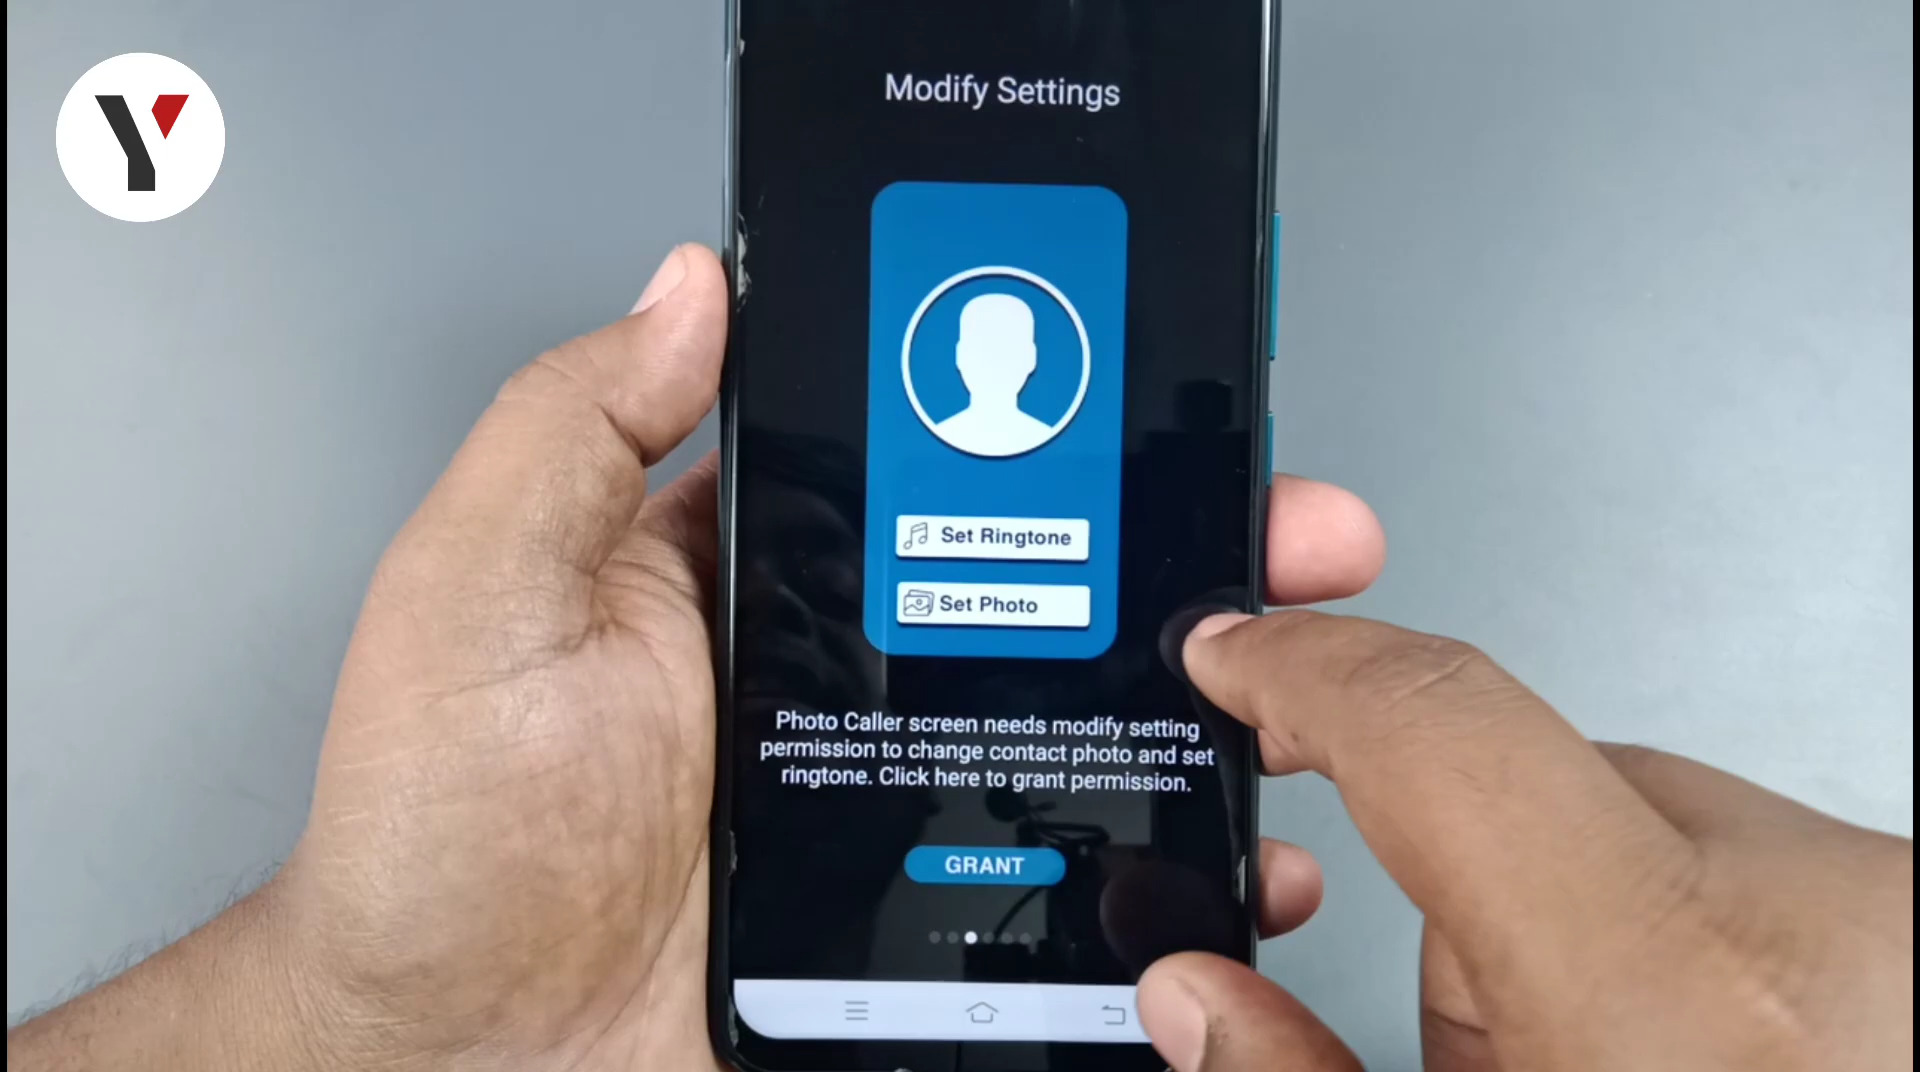 Y
Modify Settings
Set Ringtone
Set Photo
Photo Caller screen needs modify setting
permission to change contact photo and set
ringtone. Click here to grant permission.
GRANT